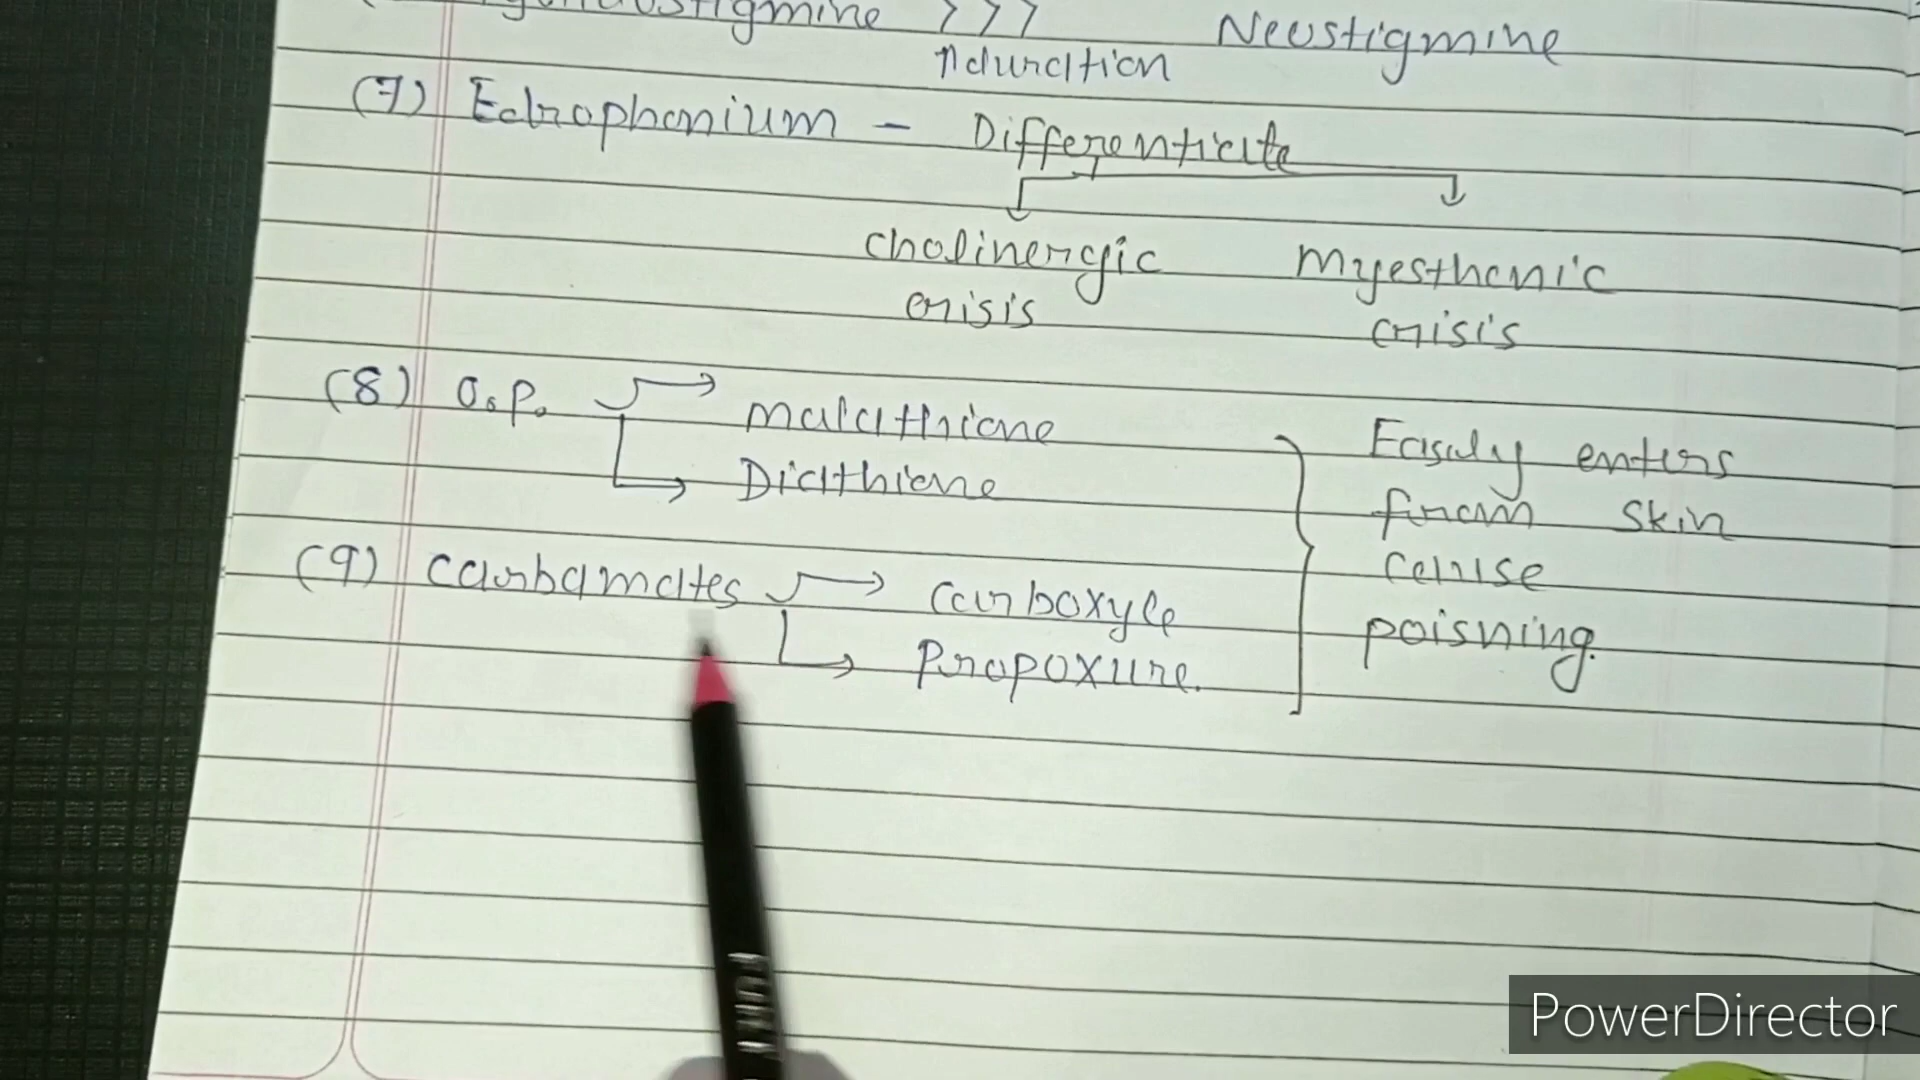 stigmine >>> Neostigmine
↑duration
(7) Edrophonium – Differentiate
Cholinergic Myesthenic
crisis crisis
(8) O.P. → Malathione
→ Diathione
Easily enters
from skin
cause
poisning.
(9) Carbamates → Carboxyle
→ Propoxure.
PowerDirector